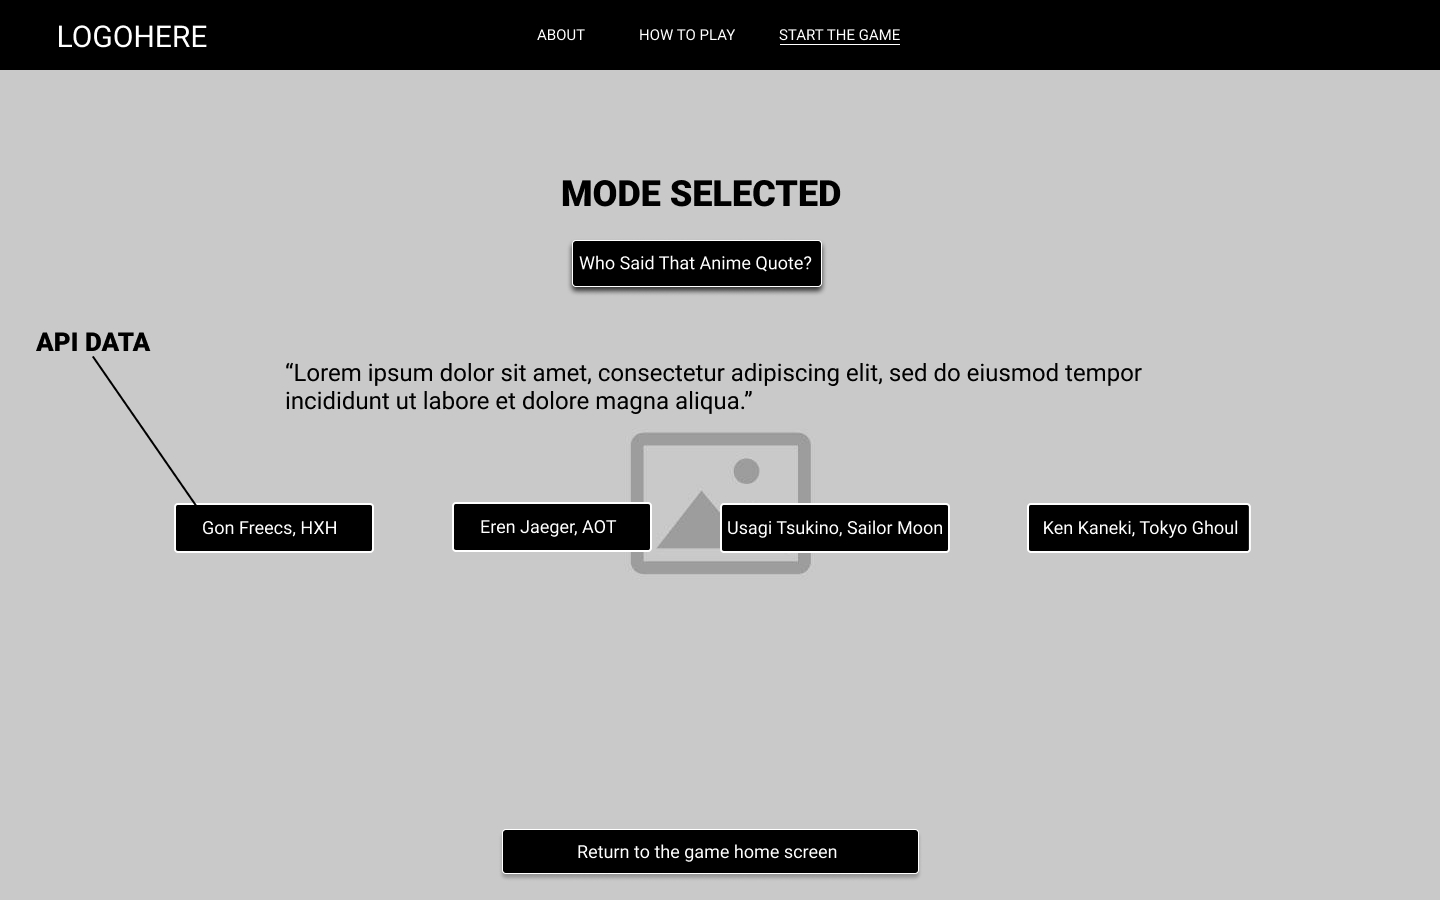 LOGOHERE
ABOUT
HOW TO PLAY
START THE GAME
MODE SELECTED
Who Said That Anime Quote?
API DATA
“Lorem ipsum dolor sit amet, consectetur adipiscing elit, sed do eiusmod tempor
incididunt ut labore et dolore magna aliqua.”
Gon Freecs, HXH
Eren Jaeger, AOT
Usagi Tsukino, Sailor Moon
Ken Kaneki, Tokyo Ghoul
Return to the game home screen